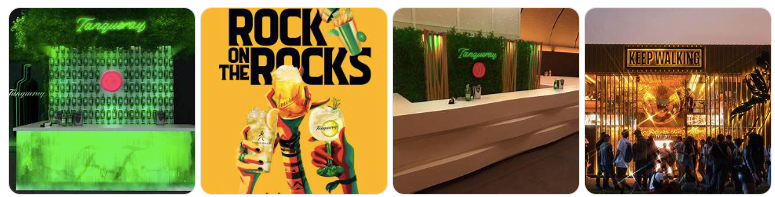 Tanqueray
Tanqueray
ROCK
ON
THE ROCKS
Tanqueray
Tanqueray
KEEP WALKING